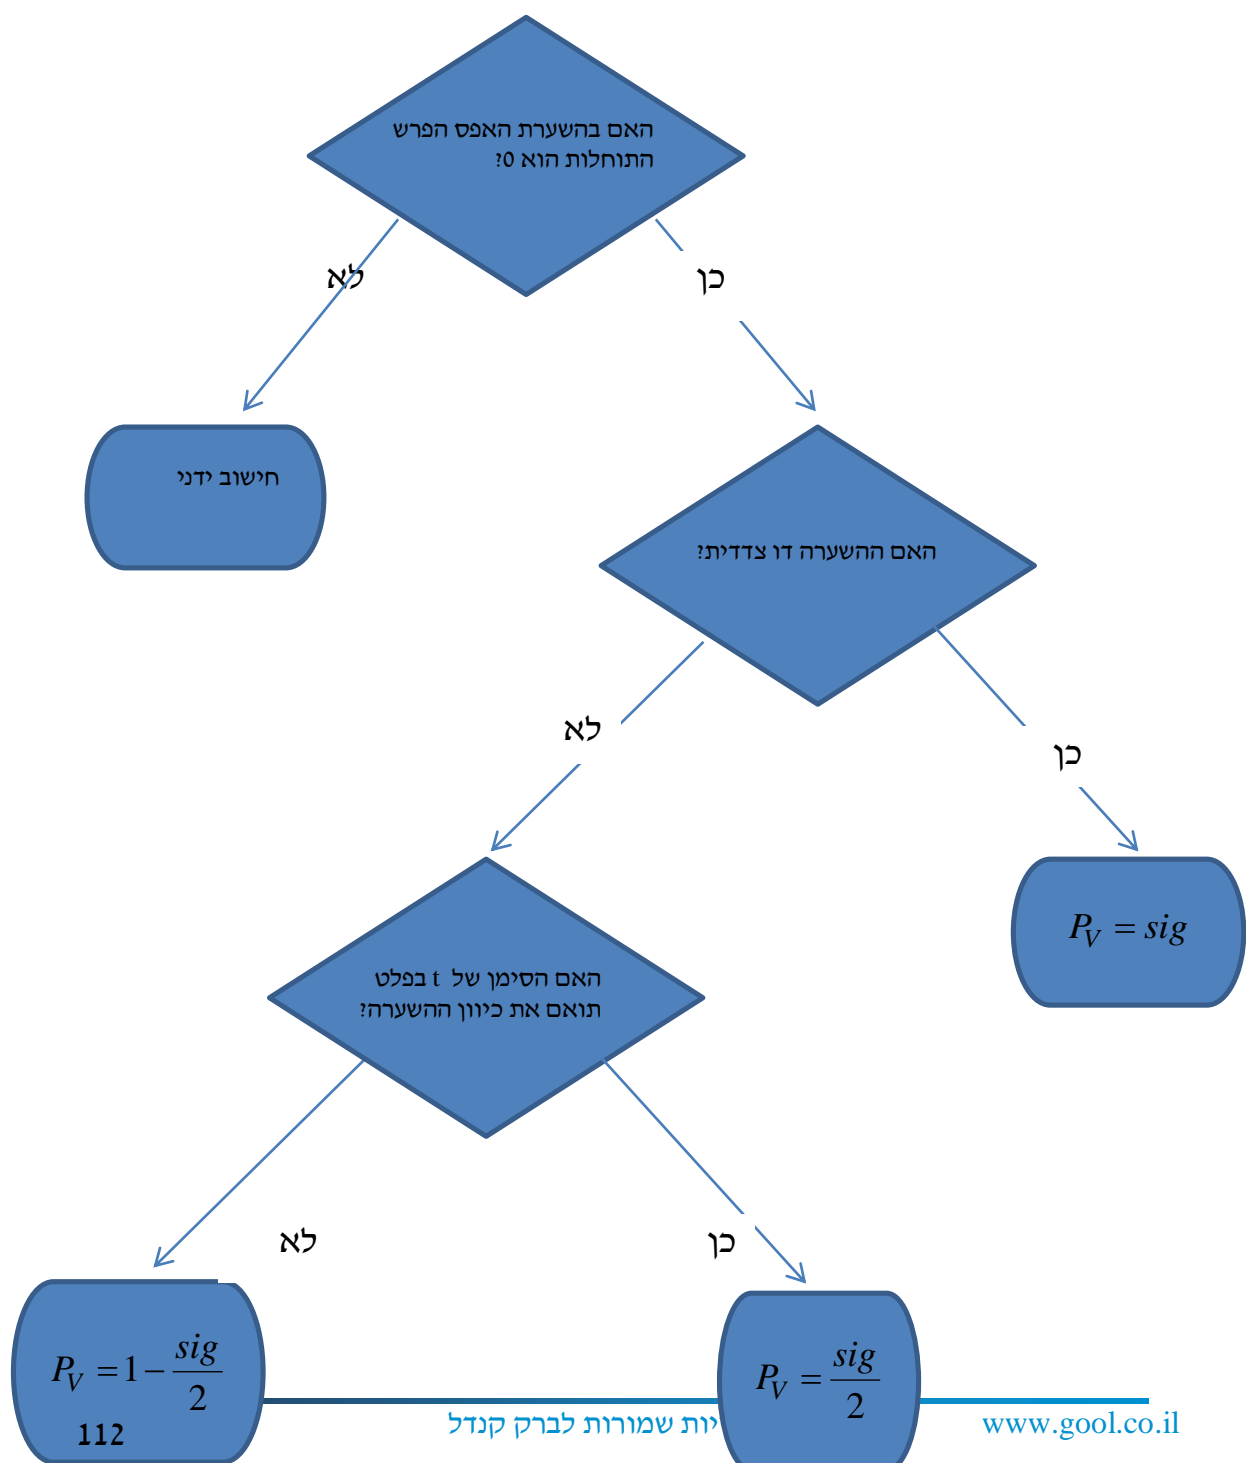 האם בהשערת האפס הפרש
התוחלות הוא 0?
לא
כן
חישוב ידני
האם ההשערה דו צדדית?
לא
כן
P_V = sig
האם הסימן של t בפלט
תואם את כיוון ההשערה?
לא
כן
P_V = 1 - sig/2
P_V = sig/2
112
יות שמורות לברק קנדל
www.gool.co.il